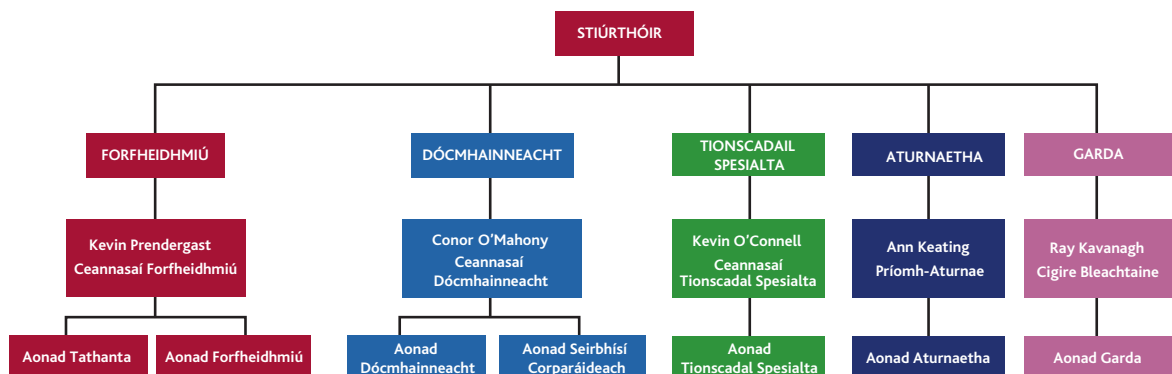 STIÚRTHÓIR
FORFHEIDHMIÚ
DÓCMHAINNEACHT
TIONSCADAIL
SPESIALTA
ATURNAETHA
GARDA
Kevin Prendergast
Ceannasaí Forfheidhmiú
Conor O’Mahony
Ceannasaí
Dócmhainneacht
Kevin O’Connell
Ceannasaí
Tionscadal Spesialta
Ann Keating
Príomh-Aturnae
Ray Kavanagh
Cigire Bleachtaine
Aonad Tathanta
Aonad Forfheidhmiú
Aonad
Dócmhainneacht
Aonad Seirbhísí
Corparáideach
Aonad
Tionscadal Spesialta
Aonad Aturnaetha
Aonad Garda